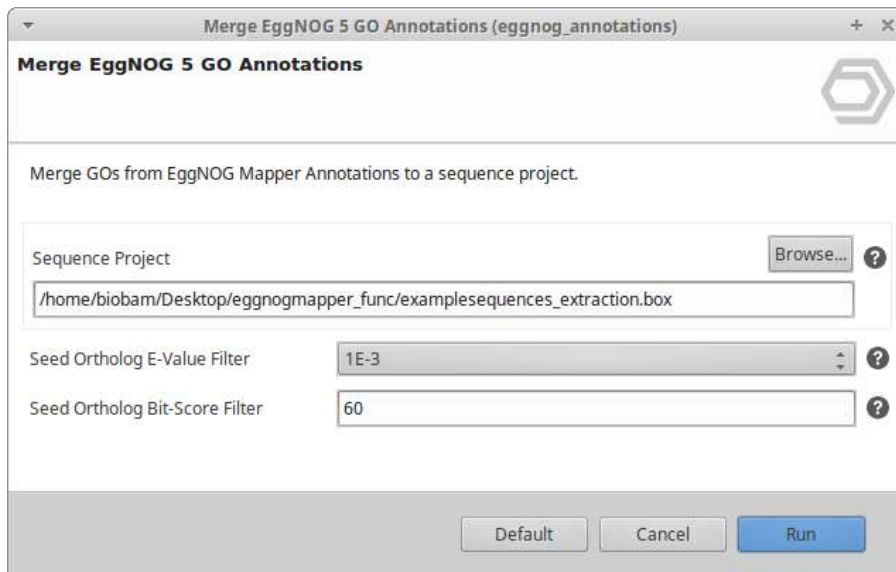 Merge EggNOG 5 GO Annotations (eggnog_annotations)
Merge EggNOG 5 GO Annotations
Merge GOs from EggNOG Mapper Annotations to a sequence project.
Sequence Project
Browse...
/home/biobam/Desktop/eggnogmapper_func/examplesequences_extraction.box
Seed Ortholog E-Value Filter 1E-3
Seed Ortholog Bit-Score Filter 60
Default Cancel Run